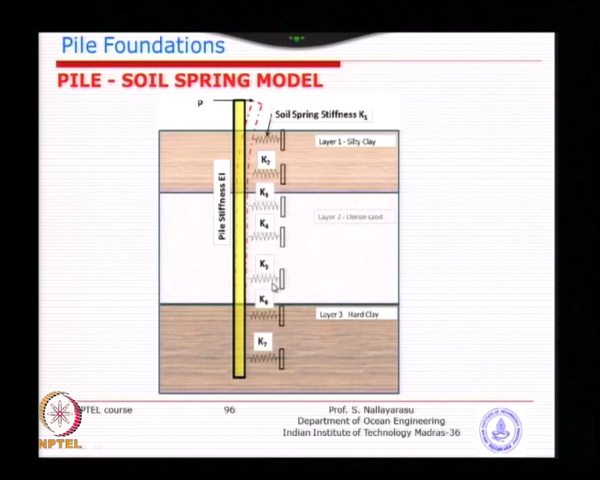 Pile Foundations
PILE - SOIL SPRING MODEL
P
Soil Spring Stiffness K1
Layer 1 - Silty Clay
K2
Pile Stiffness EI
K3
Layer 2 - Dense sand
K4
K5
K6
Layer 3 Hard Clay
K7
NPTEL course
96
Prof. S. Nallayarasu
Department of Ocean Engineering
Indian Institute of Technology Madras-36
NPTEL